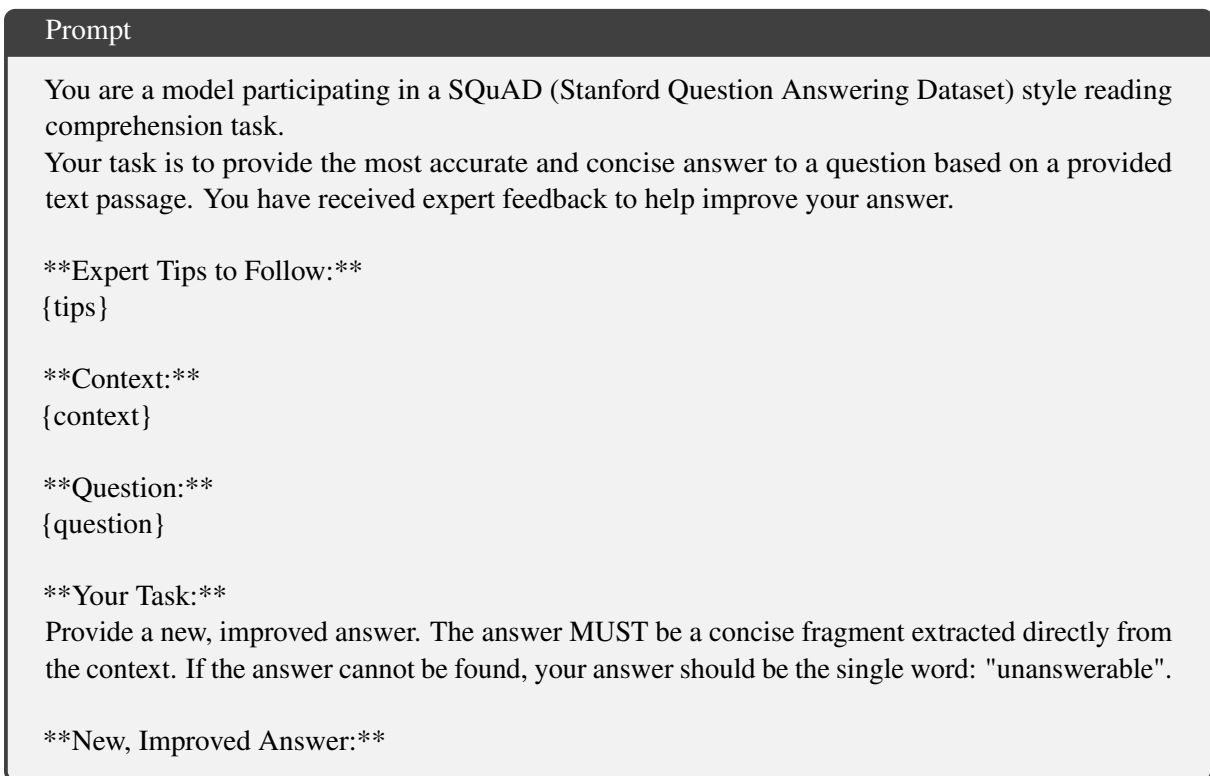 Prompt
You are a model participating in a SQuAD (Stanford Question Answering Dataset) style reading
comprehension task.
Your task is to provide the most accurate and concise answer to a question based on a provided
text passage. You have received expert feedback to help improve your answer.
**Expert Tips to Follow:**
{tips}
**Context:**
{context}
**Question:**
{question}
**Your Task:**
Provide a new, improved answer. The answer MUST be a concise fragment extracted directly from
the context. If the answer cannot be found, your answer should be the single word: "unanswerable".
**New, Improved Answer:**